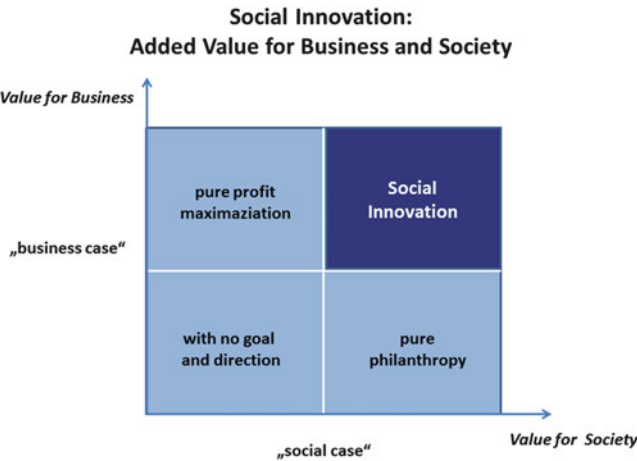 Social Innovation:
Added Value for Business and Society
Value for Business
pure profit
maximaziation
Social
Innovation
„business case“
with no goal
and direction
pure
philanthropy
„social case“
Value for Society